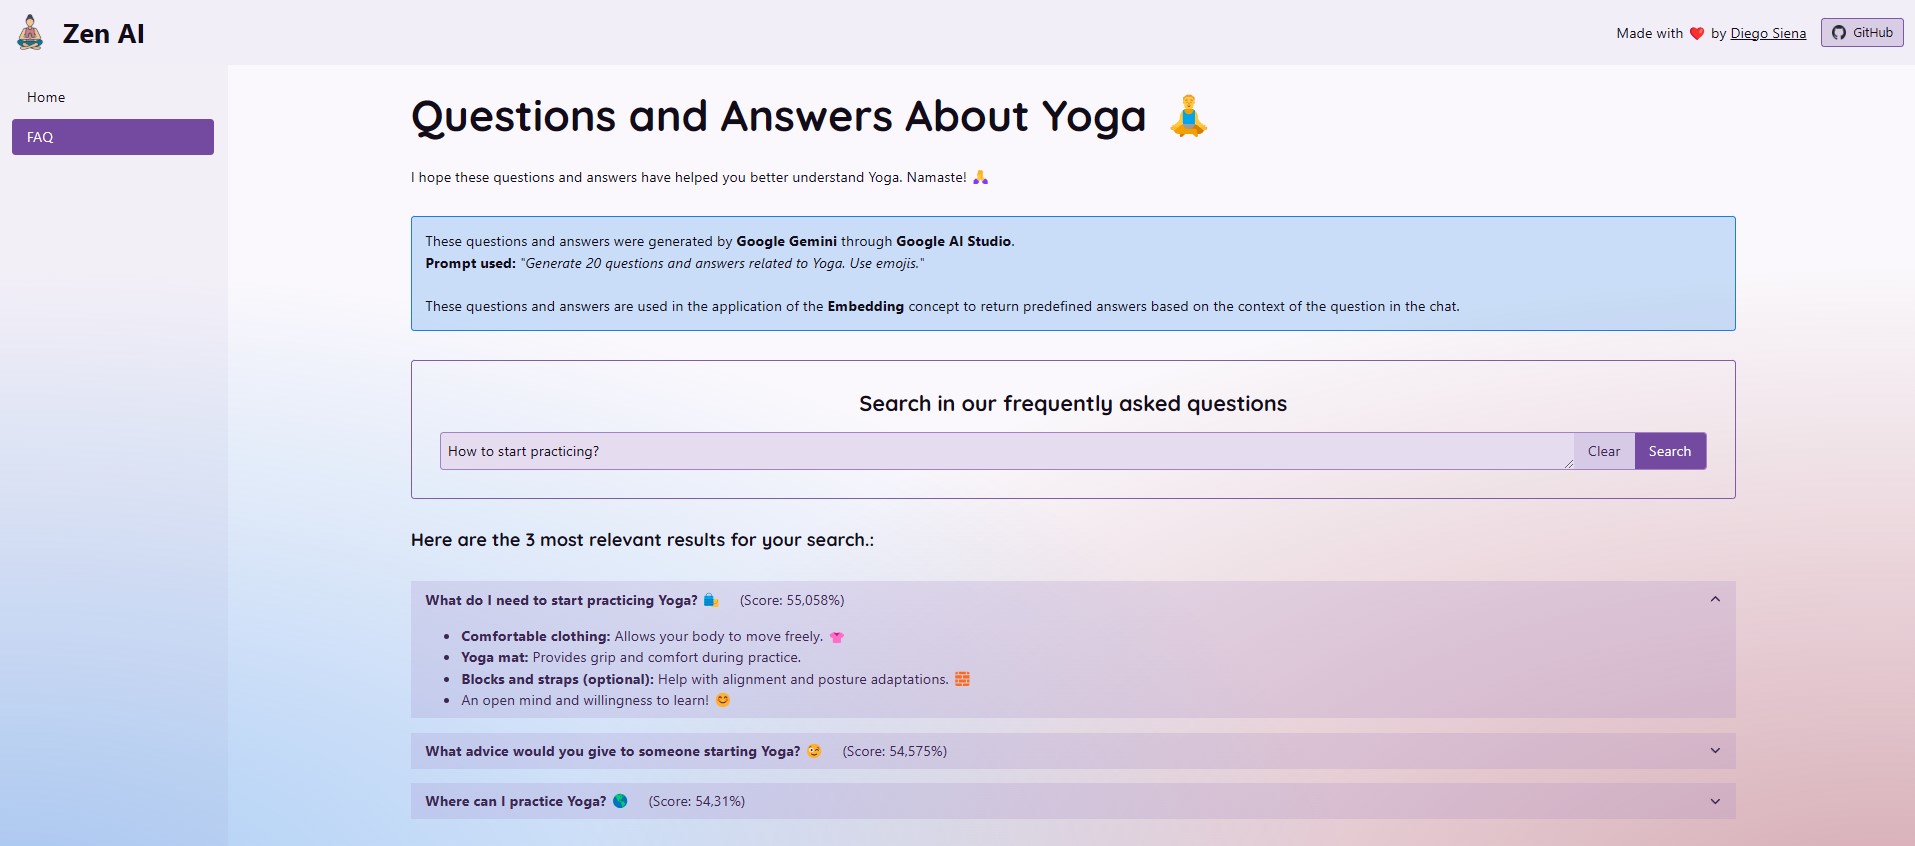 Zen AI
Made with ❤️ by Diego Siena
GitHub
Home
FAQ
Questions and Answers About Yoga 🧘
I hope these questions and answers have helped you better understand Yoga. Namaste! 🙏
These questions and answers were generated by Google Gemini through Google AI Studio.
Prompt used: "Generate 20 questions and answers related to Yoga. Use emojis."
These questions and answers are used in the application of the Embedding concept to return predefined answers based on the context of the question in the chat.
Search in our frequently asked questions
How to start practicing?
Clear
Search
Here are the 3 most relevant results for your search.:
What do I need to start practicing Yoga? 🛍️ (Score: 55,058%)
• Comfortable clothing: Allows your body to move freely. 👚
• Yoga mat: Provides grip and comfort during practice.
• Blocks and straps (optional): Help with alignment and posture adaptations. 🧱
• An open mind and willingness to learn! 😊
What advice would you give to someone starting Yoga? 😉 (Score: 54,575%)
Where can I practice Yoga? 🌎 (Score: 54,31%)